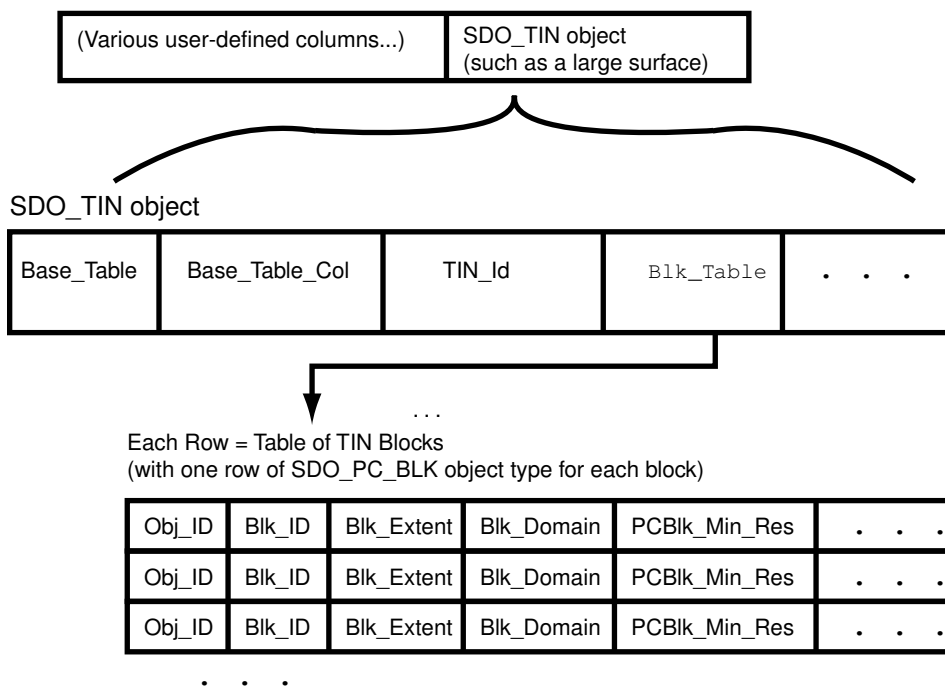 (Various user-defined columns...) SDO_TIN object
(such as a large surface)
SDO_TIN object
Base_Table Base_Table_Col TIN_Id Blk_Table . . .
. . .
Each Row = Table of TIN Blocks
(with one row of SDO_PC_BLK object type for each block)
Obj_ID Blk_ID Blk_Extent Blk_Domain PCBlk_Min_Res . . .
Obj_ID Blk_ID Blk_Extent Blk_Domain PCBlk_Min_Res . . .
Obj_ID Blk_ID Blk_Extent Blk_Domain PCBlk_Min_Res . . .
. . .